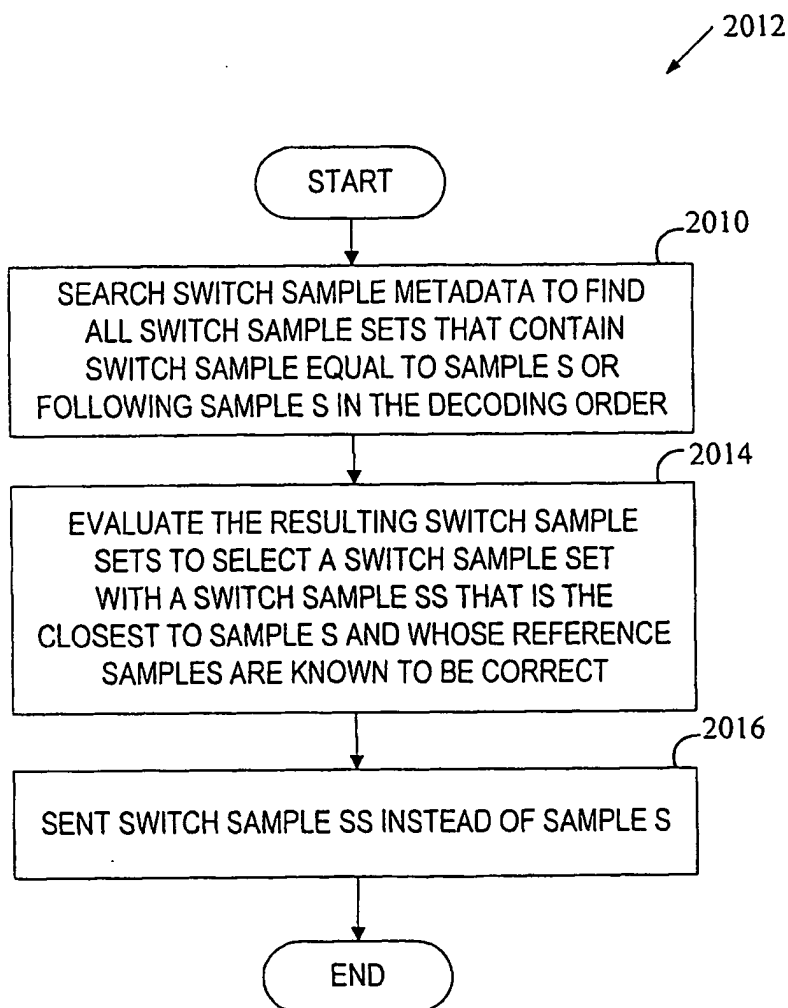 2012
START
2010
SEARCH SWITCH SAMPLE METADATA TO FIND
ALL SWITCH SAMPLE SETS THAT CONTAIN
SWITCH SAMPLE EQUAL TO SAMPLE S OR
FOLLOWING SAMPLE S IN THE DECODING ORDER
2014
EVALUATE THE RESULTING SWITCH SAMPLE
SETS TO SELECT A SWITCH SAMPLE SET
WITH A SWITCH SAMPLE SS THAT IS THE
CLOSEST TO SAMPLE S AND WHOSE REFERENCE
SAMPLES ARE KNOWN TO BE CORRECT
2016
SENT SWITCH SAMPLE SS INSTEAD OF SAMPLE S
END